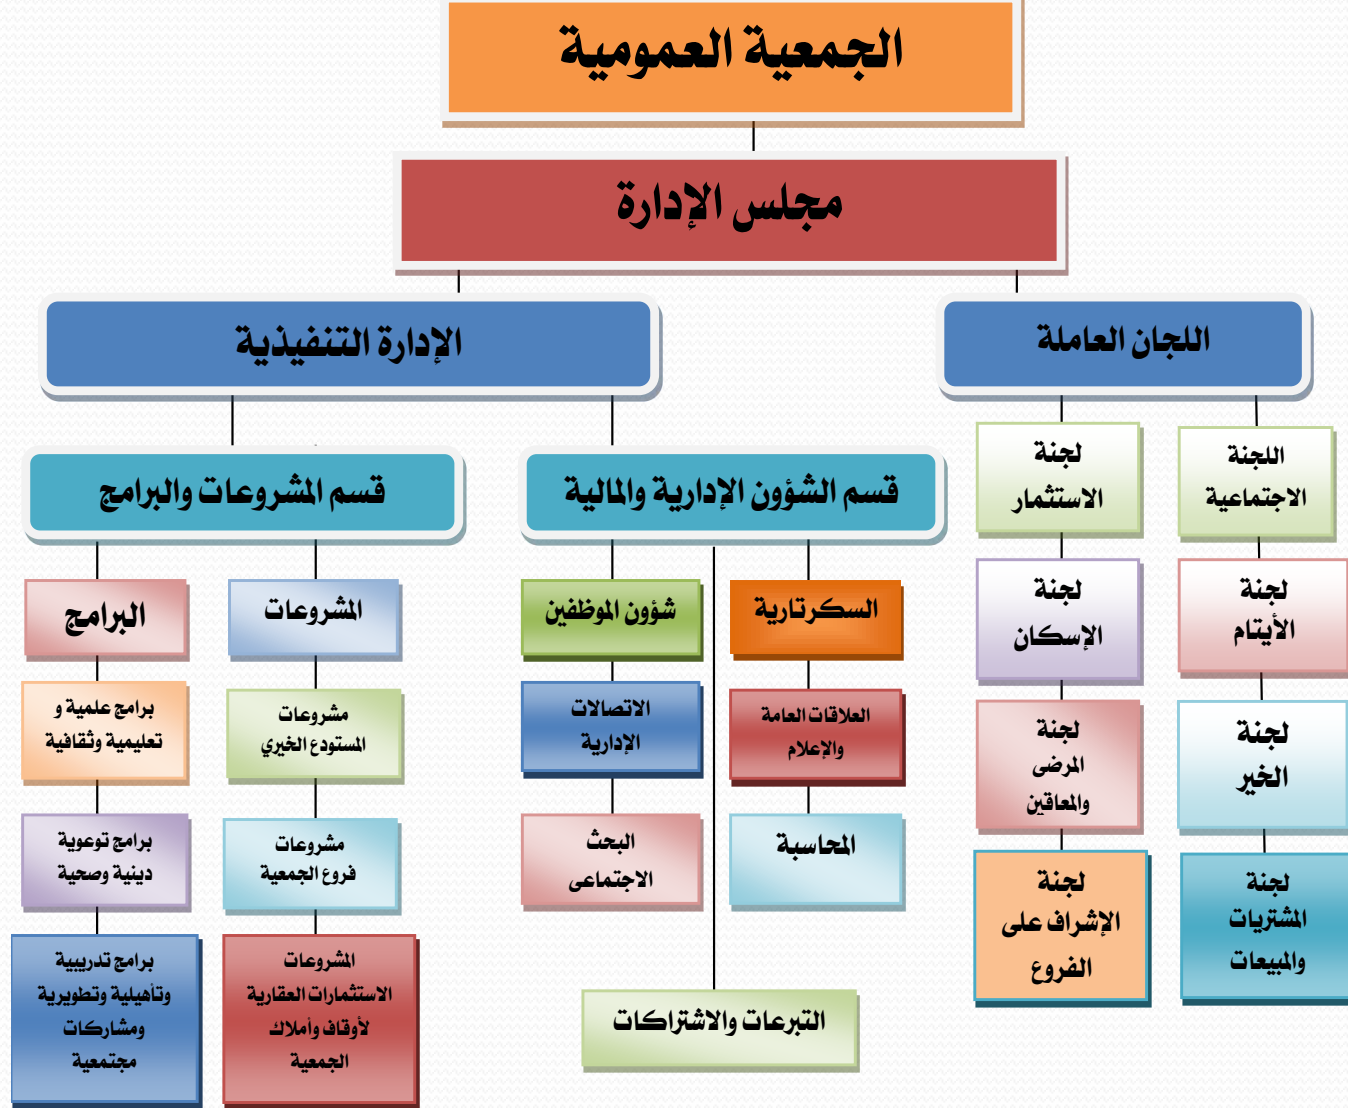 الجمعية العمومية
مجلس الإدارة
اللجان العاملة
الإدارة التنفيذية
اللجنة
الاجتماعية
لجنة
الأيتام
لجنة
الخير
لجنة
المشتريات
والمبيعات
لجنة
الاستثمار
لجنة
الإسكان
لجنة
المرضى
والمعاقين
لجنة
الإشراف على
الفروع
قسم الشؤون الإدارية والمالية
السكرتارية
العلاقات العامة
والإعلام
المحاسبة
شؤون الموظفين
الاتصالات
الإدارية
البحث
الاجتماعى
التبرعات والاشتراكات
قسم المشروعات والبرامج
المشروعات
مشروعات
المستودع الخيري
مشروعات
فروع الجمعية
المشروعات
الاستثمارات العقارية
لأوقاف وأملاك
الجمعية
البرامج
برامج علمية و
تعليمية وثقافية
برامج توعوية
دينية وصحية
برامج تدريبية
وتأهيلية وتطويرية
ومشاركات
مجتمعية